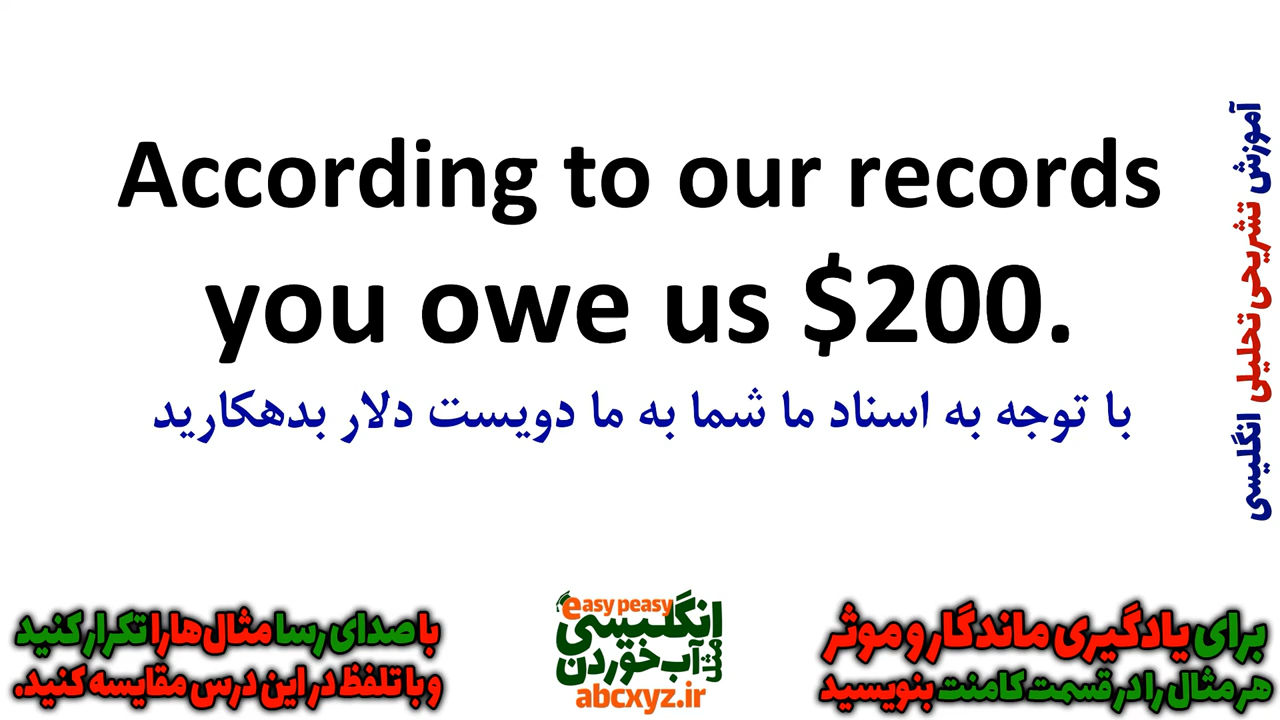 According to our records
you owe us $200.
با توجه به اسناد ما شما به ما دویست دلار بدهکارید
آموزش تشریحی تحلیلی انگلیسی
برای یادگیری ماندگار و موثر
هر مثال را در قسمت کامنت بنویسید
easy peasy
انگلیسی
مثل آب خوردن
abcxyz.ir
با صدای رسا مثال ها را تکرار کنید
و با تلفظ در این درس مقایسه کنید.